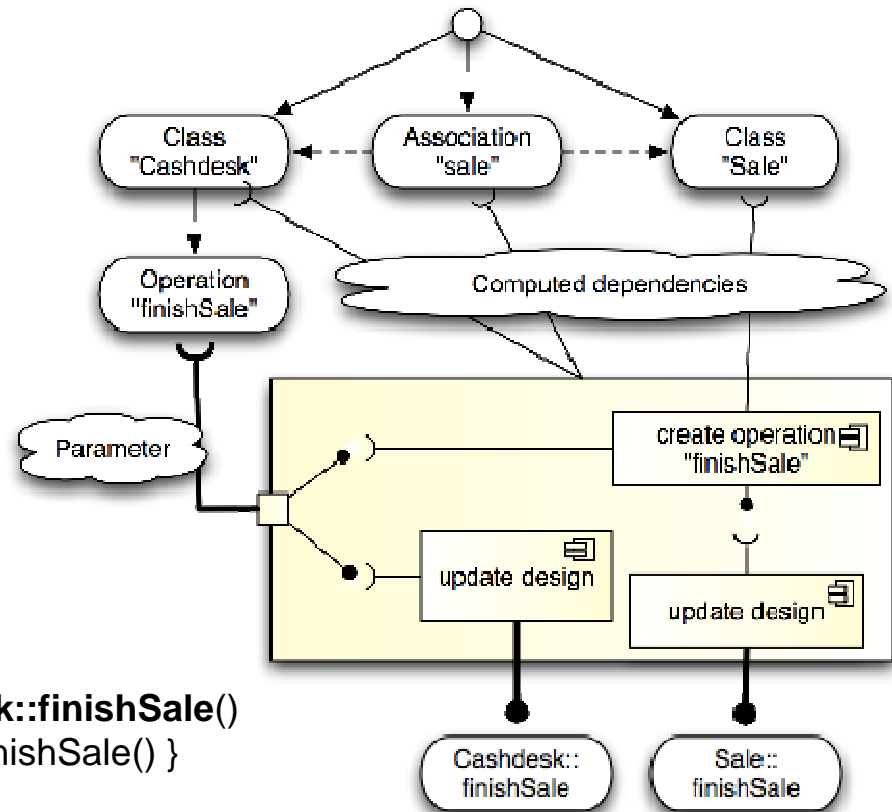 Class
"Cashdesk"
Association
"sale"
Class
"Sale"
Operation
"finishSale"
Computed dependencies
Parameter
create operation
"finishSale"
update design
update design
k::finishSale()
nishSale() }
Cashdesk::
finishSale
Sale::
finishSale